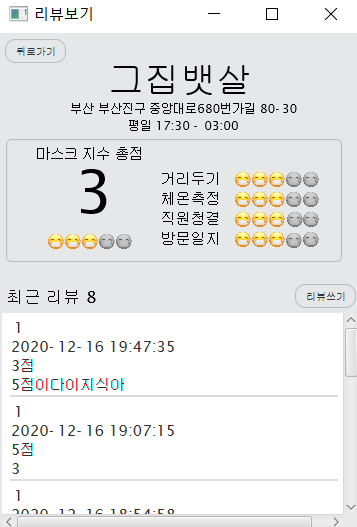 리뷰보기
뒤로가기
그집뱃살
부산 부산진구 중앙대로680번가길 80-30
평일 17:30 - 03:00
마스크 지수 총점
3
거리두기
체온측정
직원청결
방문일지
최근 리뷰 8
리뷰쓰기
1
2020-12-16 19:47:35
3점
5점이다이지식아
1
2020-12-16 19:07:15
5점
3
1
2020-12-16 18:54:58